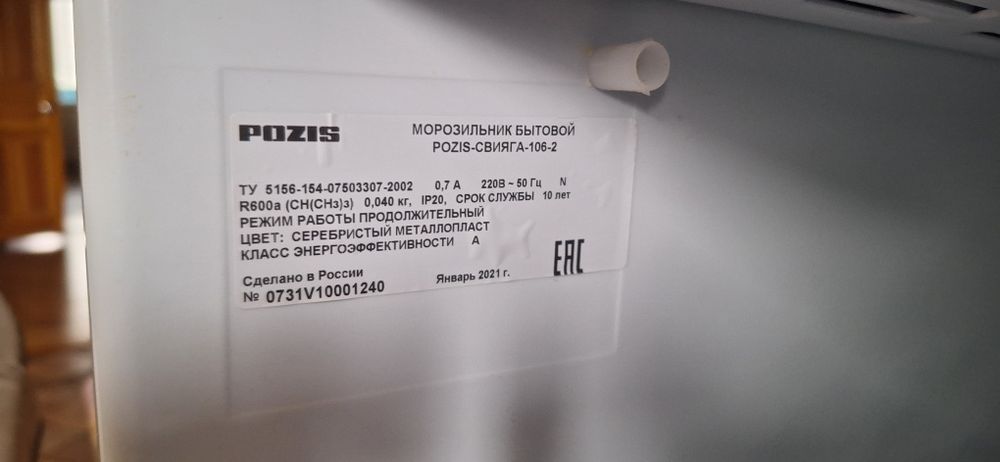 POZIS
МОРОЗИЛЬНИК БЫТОВОЙ
POZIS-СВИЯГА-106-2
ТУ 5156-154-07503307-2002 0,7 А 220В ~ 50 Гц N
R600a (CH(CH3)3) 0,040 кг, IP20, СРОК СЛУЖБЫ 10 лет
РЕЖИМ РАБОТЫ ПРОДОЛЖИТЕЛЬНЫЙ
ЦВЕТ: СЕРЕБРИСТЫЙ МЕТАЛЛОПЛАСТ
КЛАСС ЭНЕРГОЭФФЕКТИВНОСТИ А
Сделано в России Январь 2021 г. EAC
№ 0731V10001240